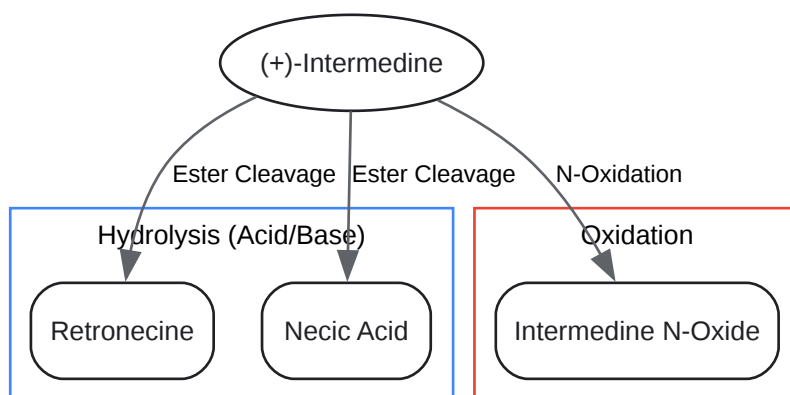 (+)-Intermedine
Ester Cleavage
Ester Cleavage
N-Oxidation
Hydrolysis (Acid/Base)
Oxidation
Retronecine
Necic Acid
Intermedine N-Oxide